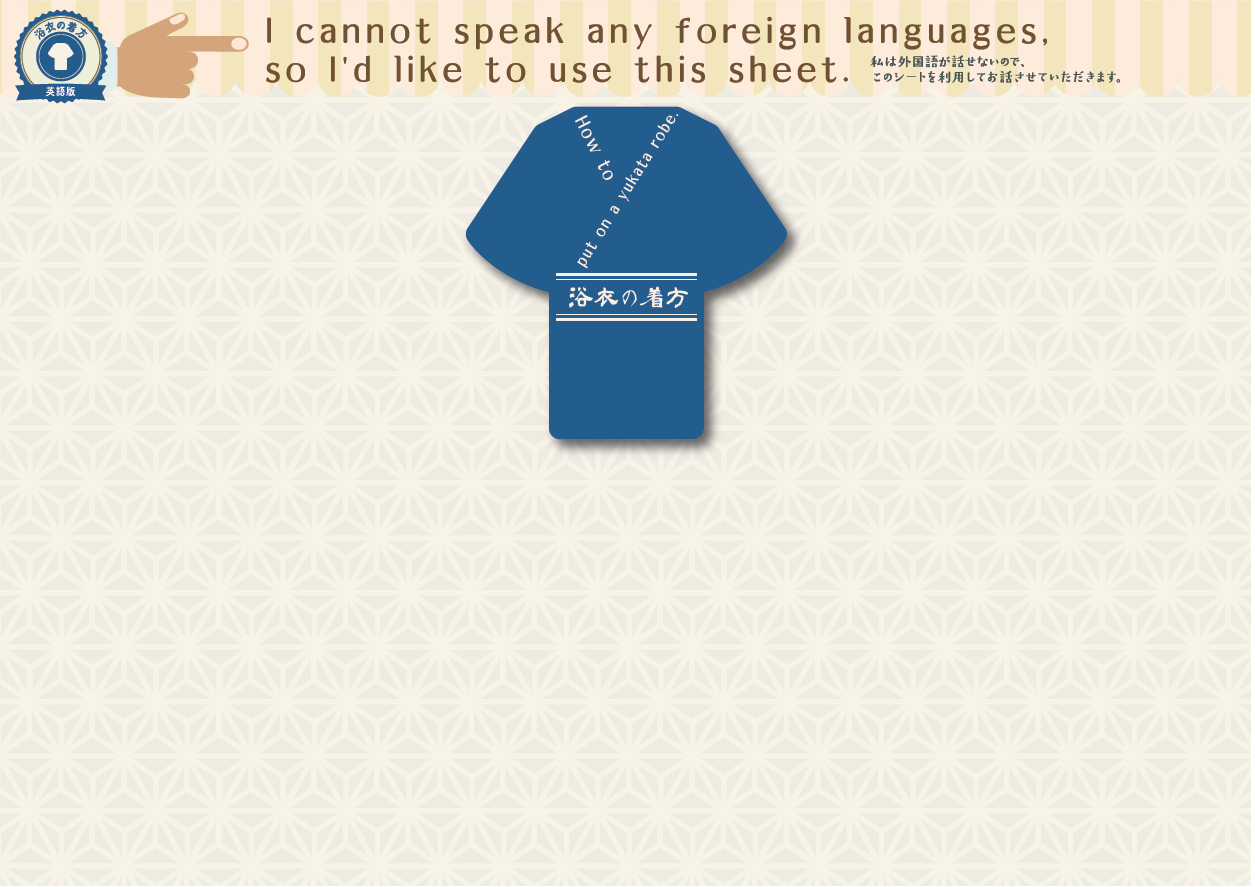 浴衣の着方
英語版
I cannot speak any foreign languages,
so I'd like to use this sheet.
私は外国語が話せないので、
このシートを利用してお話させていただきます。
How to
put on a yukata robe.
浴衣の着方